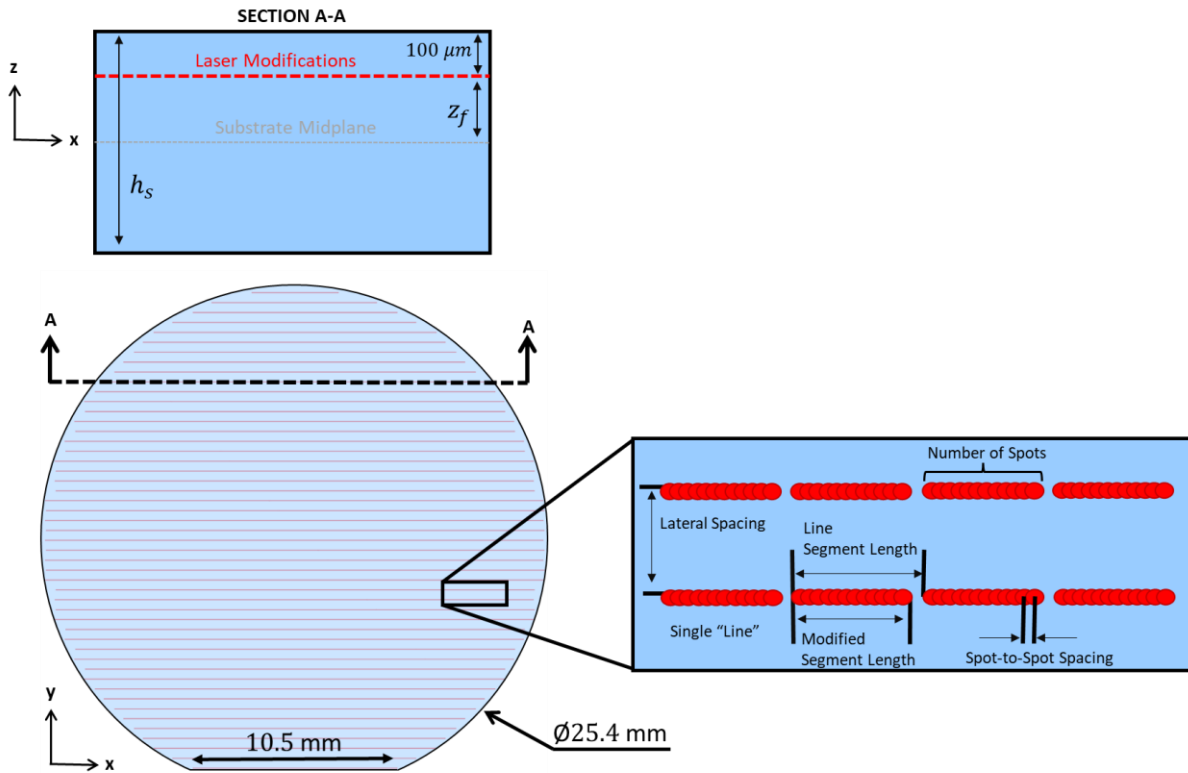 SECTION A-A
100 μm
Laser Modifications
z
z_f
Substrate Midplane
x
h_s
A
A
Number of Spots
Lateral Spacing
Line
Segment Length
Single "Line"
Modified
Segment Length
Spot-to-Spot Spacing
y
10.5 mm
Ø25.4 mm
x